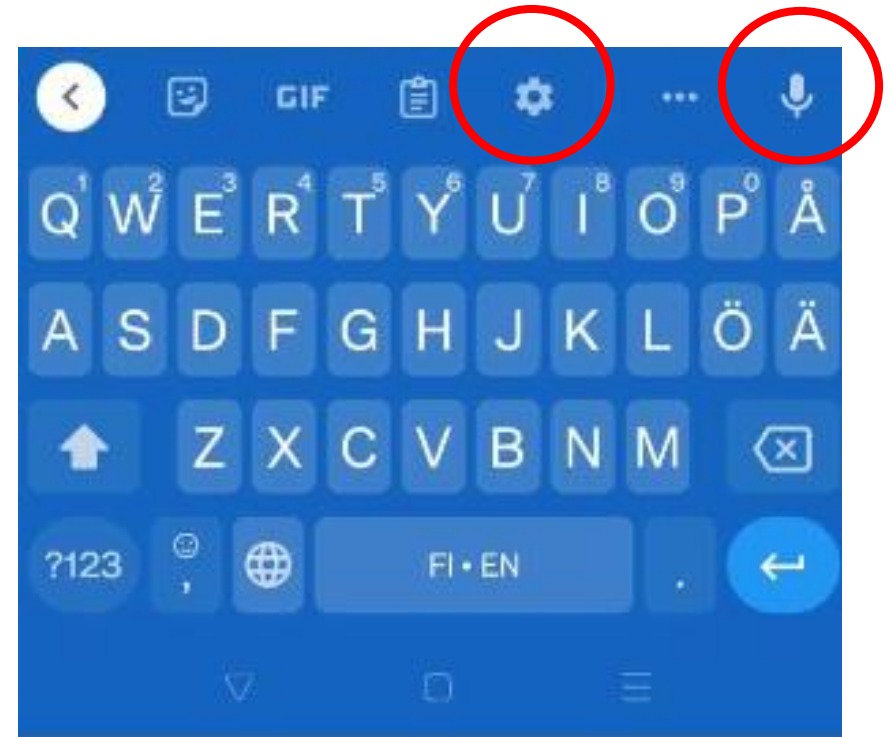 GIF
Q1 W2 E3 R4 T5 Y6 U7 I8 O9 P0 Å
A S D F G H J K L Ö Ä
Z X C V B N M
?123 , FI • EN .